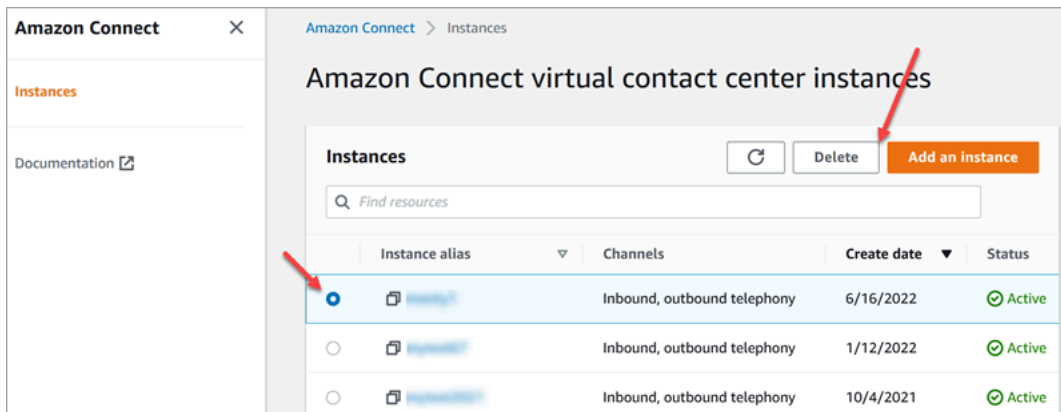 Amazon Connect
Amazon Connect > Instances
Amazon Connect virtual contact center instances
Instances
Documentation
Instances
Delete
Add an instance
Find resources
Instance alias Channels Create date Status
Inbound, outbound telephony 6/16/2022 Active
Inbound, outbound telephony 1/12/2022 Active
Inbound, outbound telephony 10/4/2021 Active